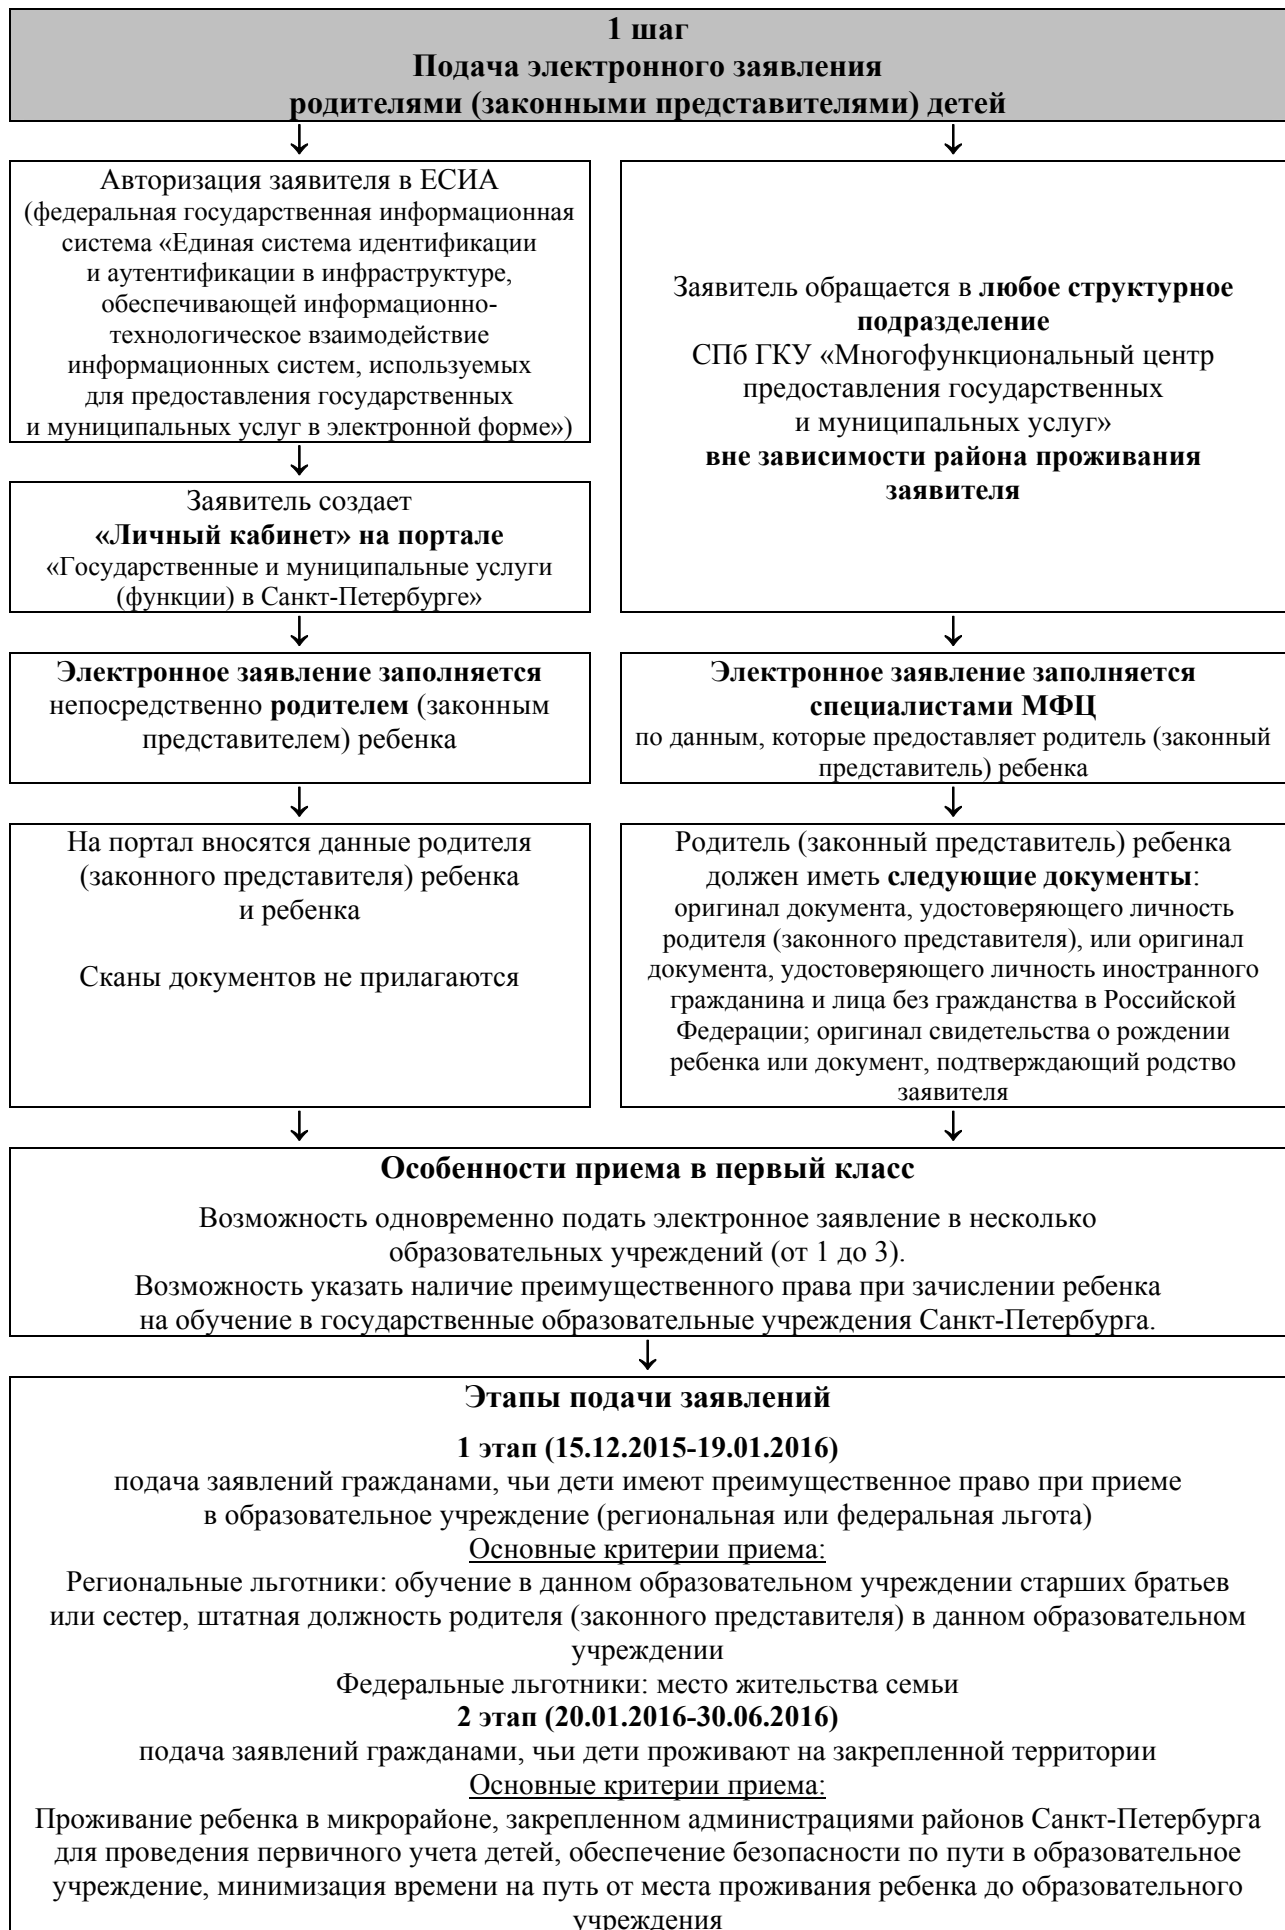 1 шаг
Подача электронного заявления
родителями (законными представителями) детей
↓
↓
Авторизация заявителя в ЕСИА
(федеральная государственная информационная
система «Единая система идентификации
и аутентификации в инфраструктуре,
обеспечивающей информационно-
технологическое взаимодействие
информационных систем, используемых
для предоставления государственных
и муниципальных услуг в электронной форме»)
↓
Заявитель создает
«Личный кабинет» на портале
«Государственные и муниципальные услуги
(функции) в Санкт-Петербурге»
↓
Электронное заявление заполняется
непосредственно родителем (законным
представителем) ребенка
↓
На портал вносятся данные родителя
(законного представителя) ребенка
и ребенка
Сканы документов не прилагаются
↓
Заявитель обращается в любое структурное
подразделение
СПб ГКУ «Многофункциональный центр
предоставления государственных
и муниципальных услуг»
вне зависимости района проживания
заявителя
↓
Электронное заявление заполняется
специалистами МФЦ
по данным, которые предоставляет родитель (законный
представитель) ребенка
↓
Родитель (законный представитель) ребенка
должен иметь следующие документы:
оригинал документа, удостоверяющего личность
родителя (законного представителя), или оригинал
документа, удостоверяющего личность иностранного
гражданина и лица без гражданства в Российской
Федерации; оригинал свидетельства о рождении
ребенка или документ, подтверждающий родство
заявителя
↓
Особенности приема в первый класс
Возможность одновременно подать электронное заявление в несколько
образовательных учреждений (от 1 до 3).
Возможность указать наличие преимущественного права при зачислении ребенка
на обучение в государственные образовательные учреждения Санкт-Петербурга.
↓
Этапы подачи заявлений
1 этап (15.12.2015-19.01.2016)
подача заявлений гражданами, чьи дети имеют преимущественное право при приеме
в образовательное учреждение (региональная или федеральная льгота)
Основные критерии приема:
Региональные льготники: обучение в данном образовательном учреждении старших братьев
или сестер, штатная должность родителя (законного представителя) в данном образовательном
учреждении
Федеральные льготники: место жительства семьи
2 этап (20.01.2016-30.06.2016)
подача заявлений гражданами, чьи дети проживают на закрепленной территории
Основные критерии приема:
Проживание ребенка в микрорайоне, закрепленном администрациями районов Санкт-Петербурга
для проведения первичного учета детей, обеспечение безопасности по пути в образовательное
учреждение, минимизация времени на путь от места проживания ребенка до образовательного
учреждения